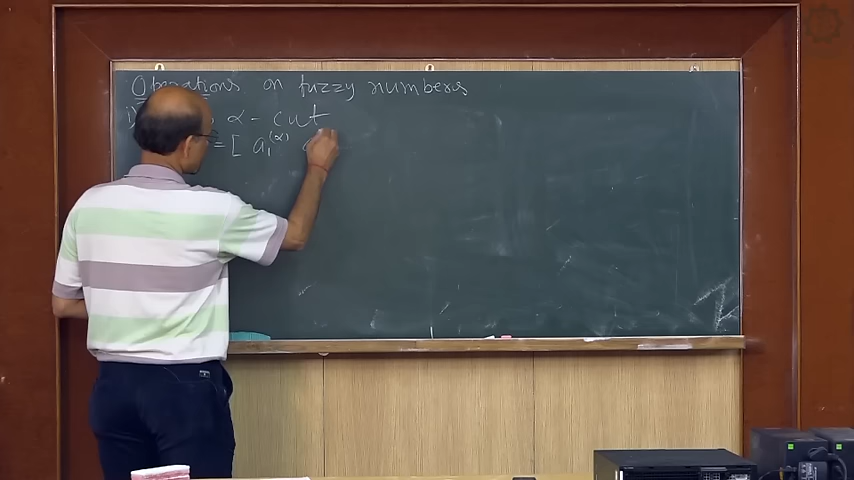 Operations on fuzzy numbers
i) α-cut
= [ a₁^(α)